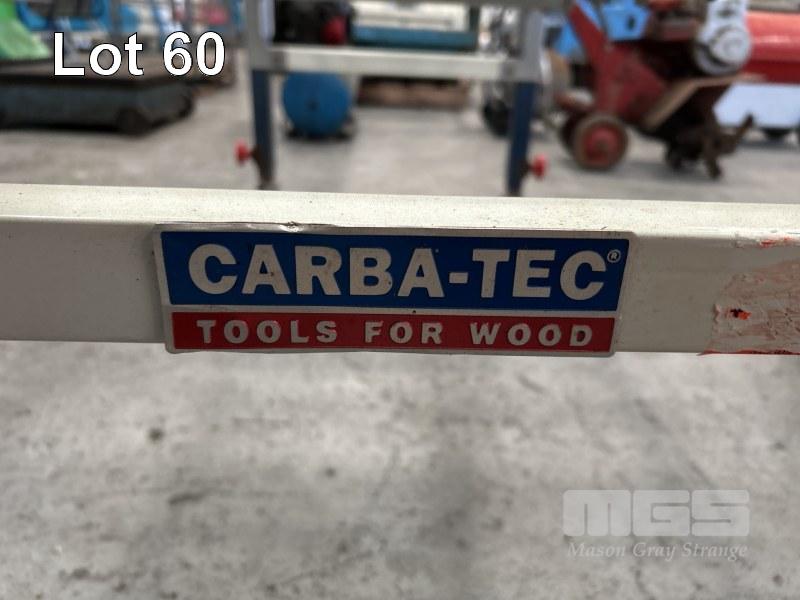 Lot 60
CARBA-TEC®
TOOLS FOR WOOD
MGS
Mason Gray Strange